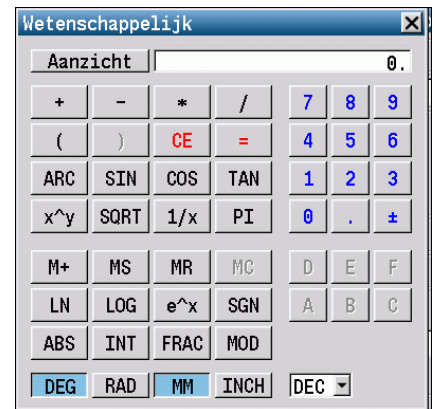 Wetenschappelijk
Aanzicht 0.
+ - * / 7 8 9
( ) CE = 4 5 6
ARC SIN COS TAN 1 2 3
x^y SQRT 1/x PI 0 . ±
M+ MS MR MC D E F
LN LOG e^x SGN A B C
ABS INT FRAC MOD
DEG RAD MM INCH DEC